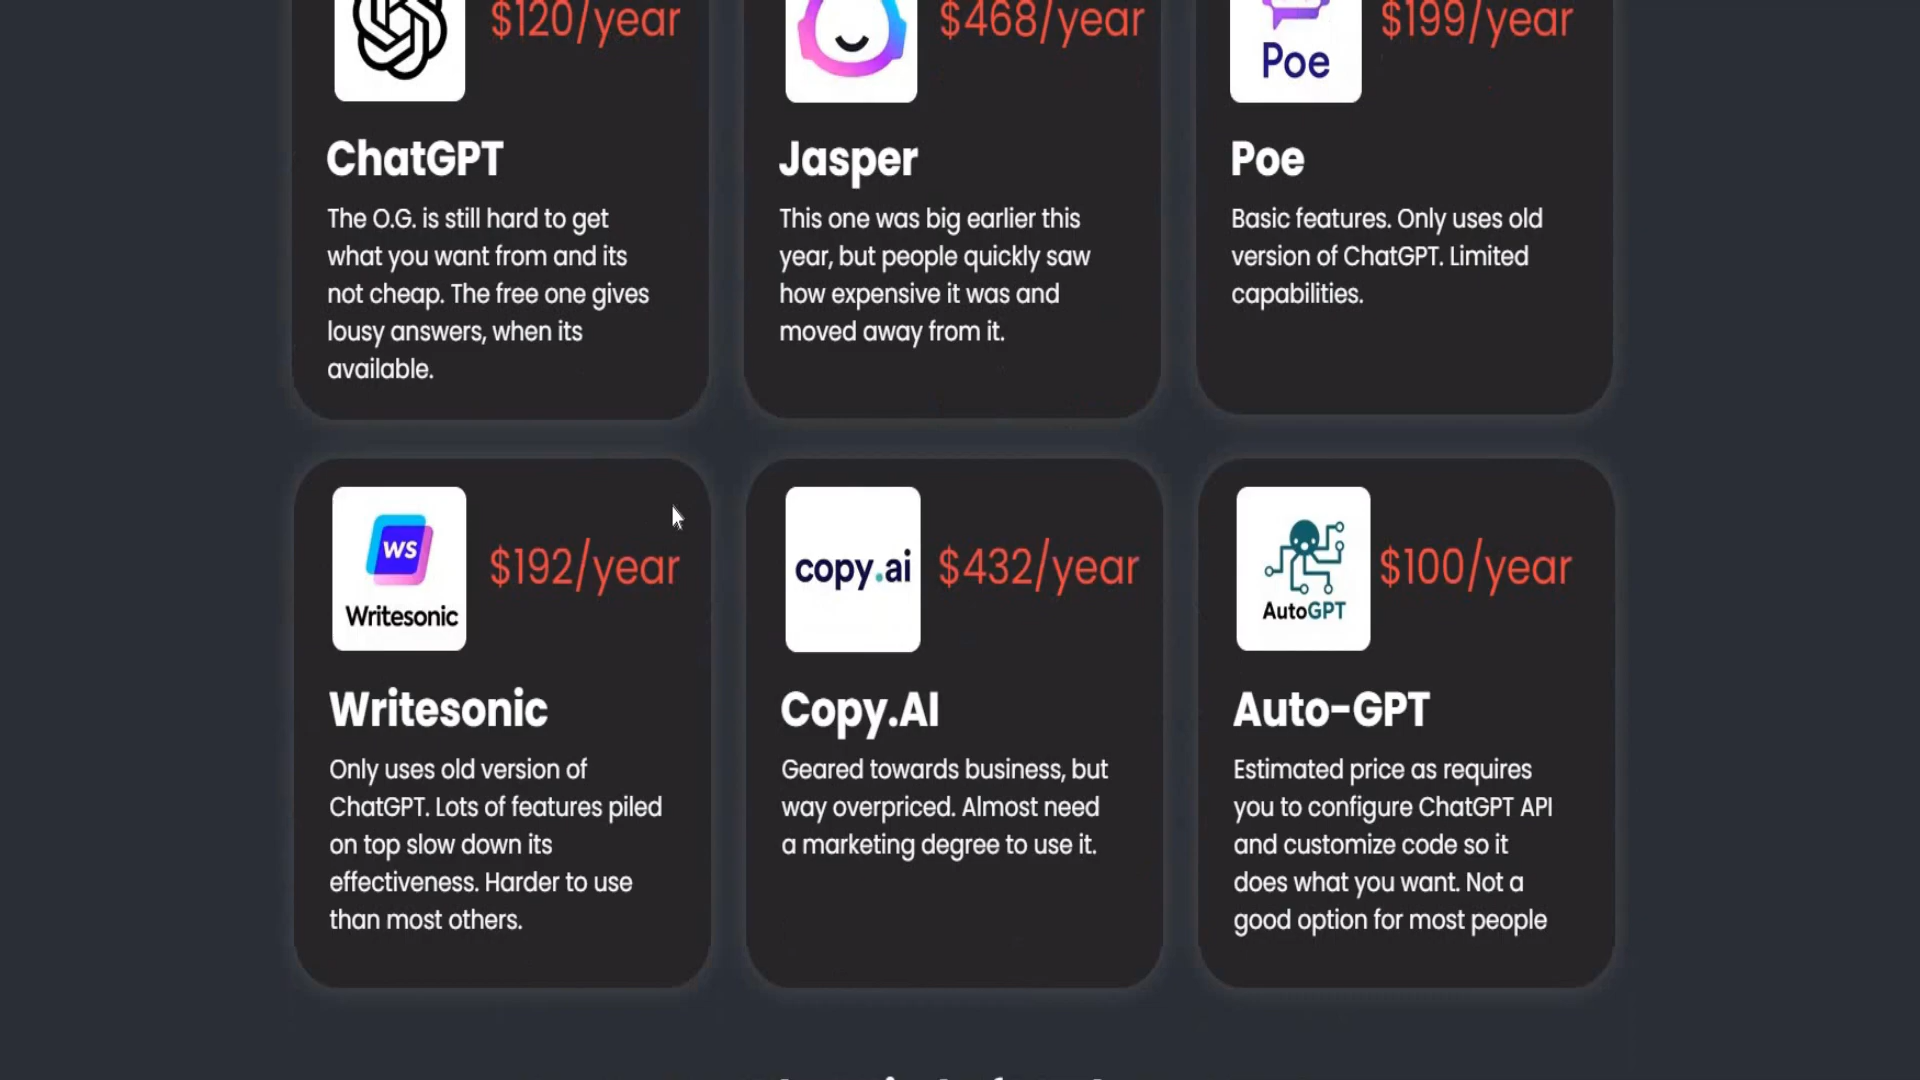 $120/year
$468/year
Poe
$199/year
ChatGPT
The O.G. is still hard to get
what you want from and its
not cheap. The free one gives
lousy answers, when its
available.
Jasper
This one was big earlier this
year, but people quickly saw
how expensive it was and
moved away from it.
Poe
Basic features. Only uses old
version of ChatGPT. Limited
capabilities.
WS
Writesonic
$192/year
copy.ai
$432/year
AutoGPT
$100/year
Writesonic
Only uses old version of
ChatGPT. Lots of features piled
on top slow down its
effectiveness. Harder to use
than most others.
Copy.AI
Geared towards business, but
way overpriced. Almost need
a marketing degree to use it.
Auto-GPT
Estimated price as requires
you to configure ChatGPT API
and customize code so it
does what you want. Not a
good option for most people